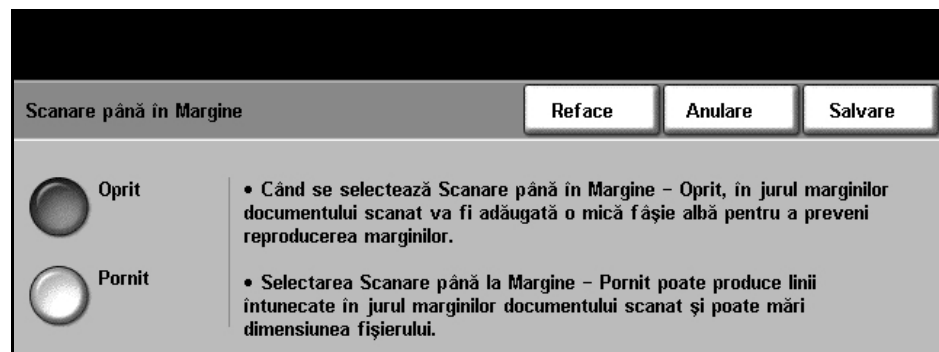 Scanare până în Margine
Reface
Anulare
Salvare
Oprit
• Când se selectează Scanare până în Margine – Oprit, în jurul marginilor
documentului scanat va fi adăugată o mică fâşie albă pentru a preveni
reproducerea marginilor.
Pornit
• Selectarea Scanare până la Margine – Pornit poate produce linii
întunecate în jurul marginilor documentului scanat şi poate mări
dimensiunea fişierului.